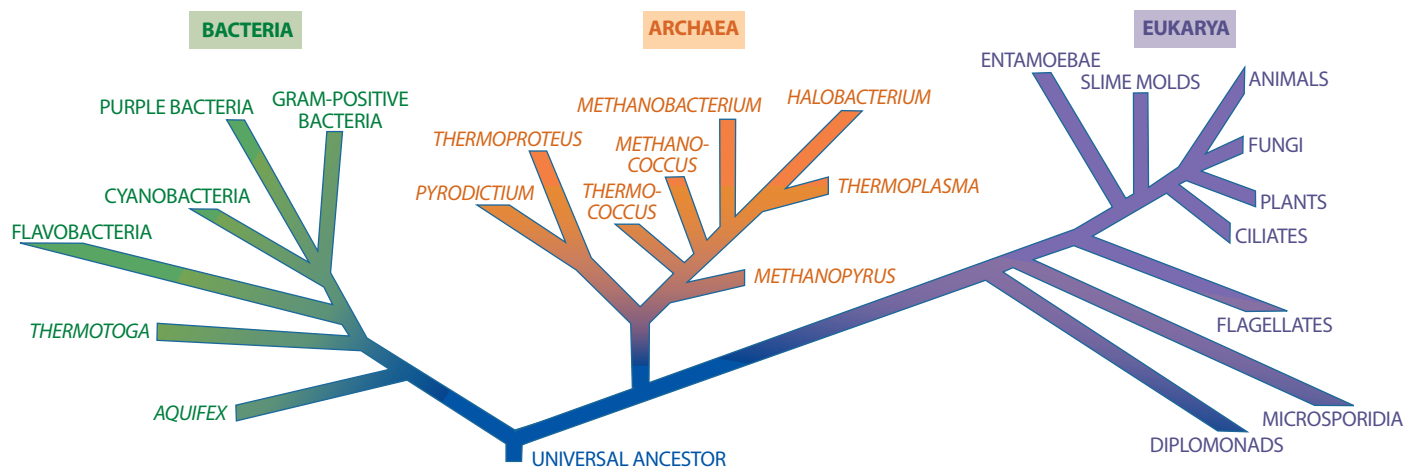 BACTERIA
ARCHAEA
EUKARYA
PURPLE BACTERIA
GRAM-POSITIVE
BACTERIA
CYANOBACTERIA
FLAVOBACTERIA
THERMOTOGA
AQUIFEX
THERMOPROTEUS
PYRODICTIUM
METHANOBACTERIUM
HALOBACTERIUM
METHANO-
COCCUS
THERMO-
COCCUS
THERMOPLASMA
METHANOPYRUS
ENTAMOEBAE
SLIME MOLDS
ANIMALS
FUNGI
PLANTS
CILIATES
FLAGELLATES
MICROSPORIDIA
DIPLOMONADS
UNIVERSAL ANCESTOR